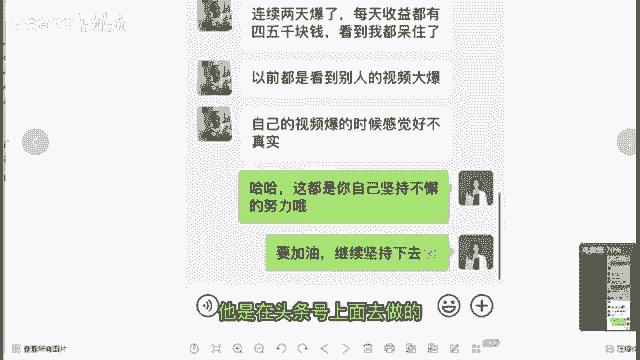 连续两天爆了，每天收益都有
四五千块钱，看到我都呆住了
以前都是看到别人的视频大爆
自己的视频爆的时候感觉好不
真实
哈哈，这都是你自己坚持不懈
的努力哦
要加油，继续坚持下去
他是在头条号上面去做的